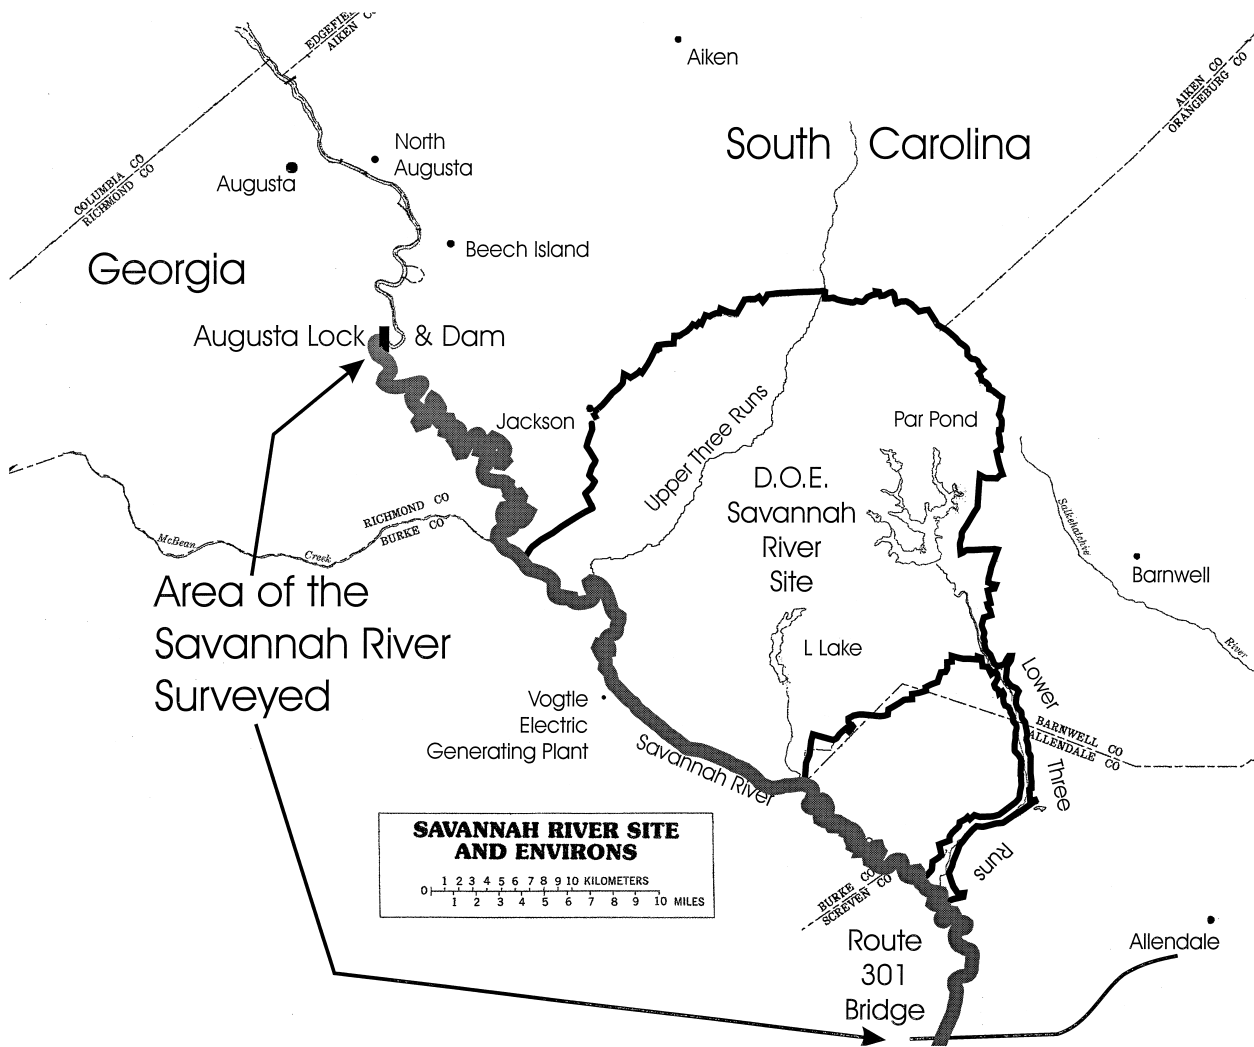 EDGEFIE
AIKEN C
Aiken
AIKEN CO
ORANGEBURG CO
South Carolina
North
Augusta
Augusta
COLUMBIA CO
RICHMOND CO
Beech Island
Georgia
Augusta Lock & Dam
Jackson
Upper Three Runs
Par Pond
D.O.E.
Savannah
River
Site
Salkehatchie
River
Barnwell
RICHMOND CO
BURKE CO
McBean
Creek
Area of the
Savannah River
Surveyed
L Lake
Lower
Three
Runs
Vogtle
Electric
Generating Plant
Savannah River
BARNWELL CO
ALLENDALE CO
SAVANNAH RIVER SITE
AND ENVIRONS
1 2 3 4 5 6 7 8 9 10 KILOMETERS
0
1 2 3 4 5 6 7 8 9 10 MILES
BURKE CO
SCREVEN CO
Route
301
Bridge
Allendale